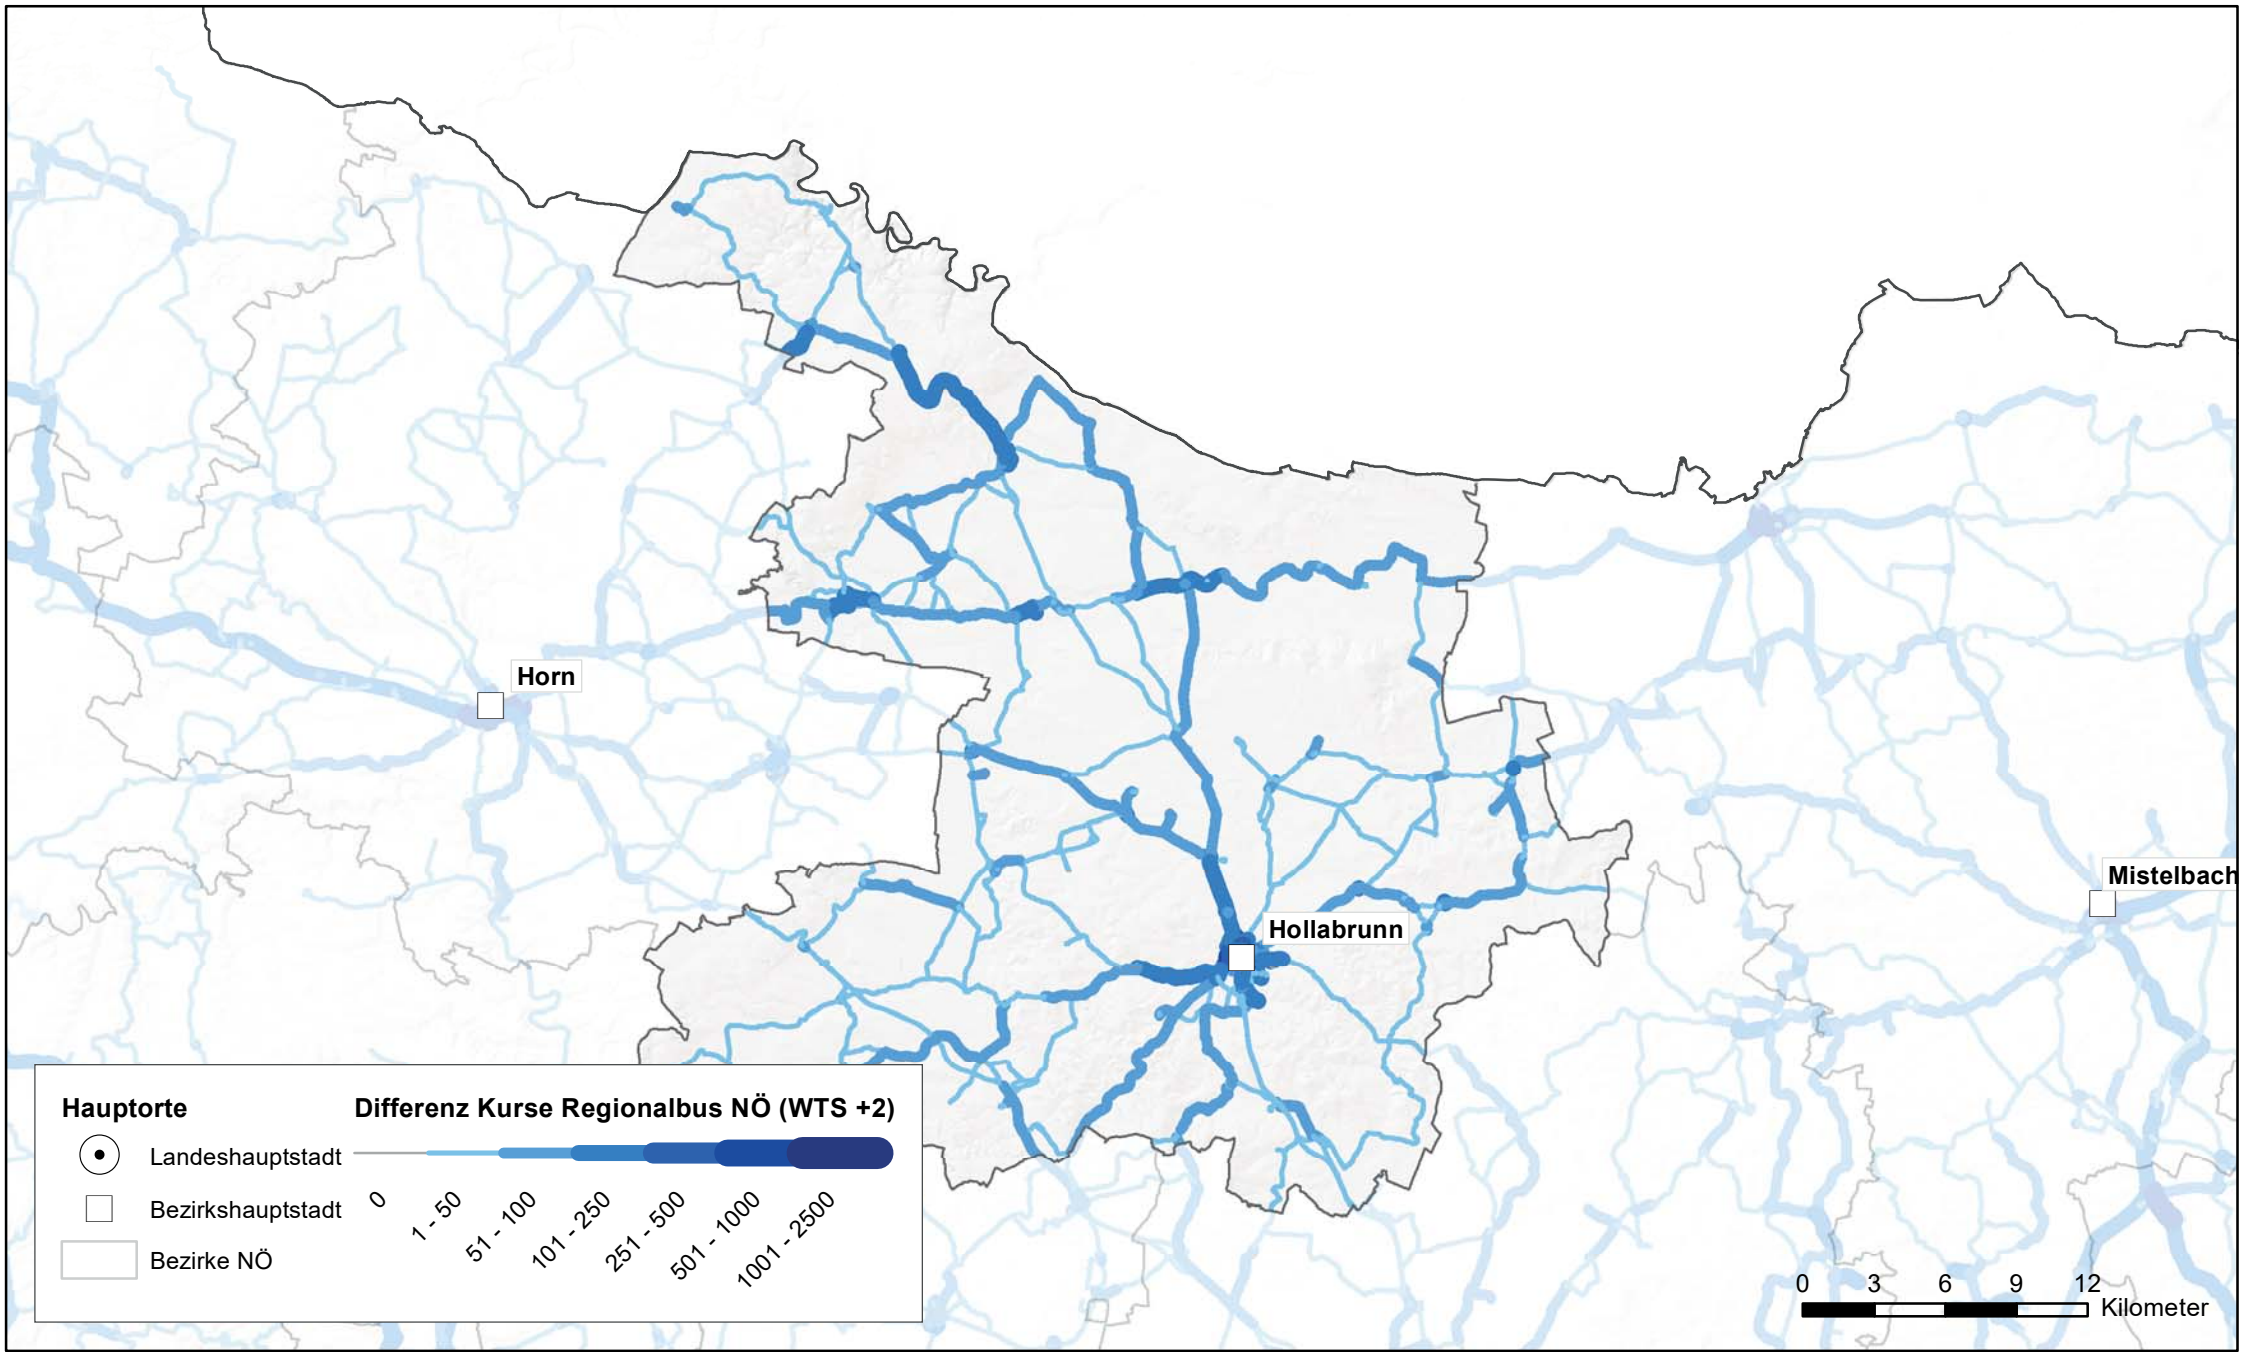 Horn
Mistelbach
Hollabrunn
Hauptorte
Landeshauptstadt
Bezirkshauptstadt
Bezirke NÖ
Differenz Kurse Regionalbus NÖ (WTS +2)
0
1 - 50
51 - 100
101 - 250
251 - 500
501 - 1000
1001 - 2500
0 3 6 9 12
Kilometer